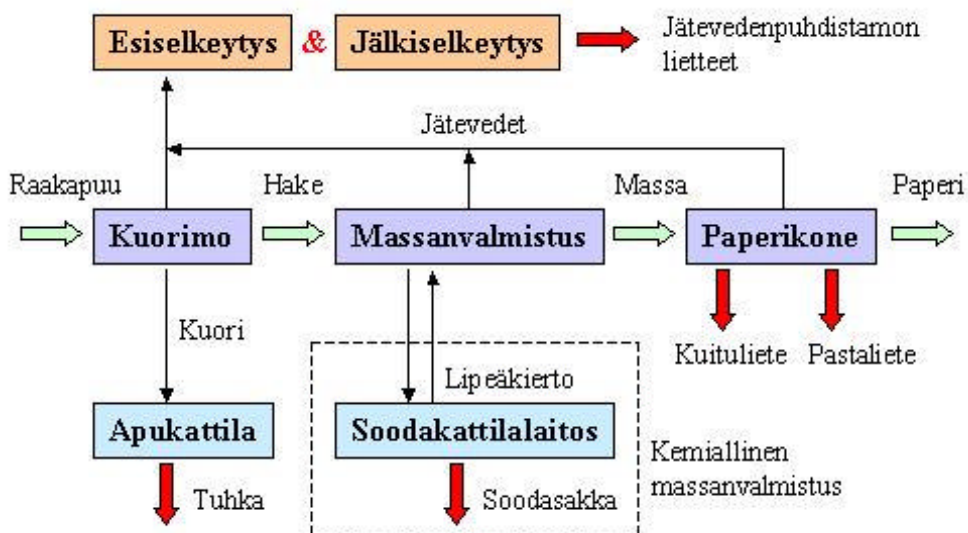 Esiselkeytys & Jälkiselkeytys
Jätevedenpuhdistamon
lietteet
Jätevedet
Raakapuu
Hake
Massa
Paperi
Kuorimo
Massanvalmistus
Paperikone
Kuori
Kuituliete
Pastaliete
Lipeäkierto
Apukattila
Soodakattilalaitos
Kemiallinen
massanvalmistus
Tuhka
Soodasakka